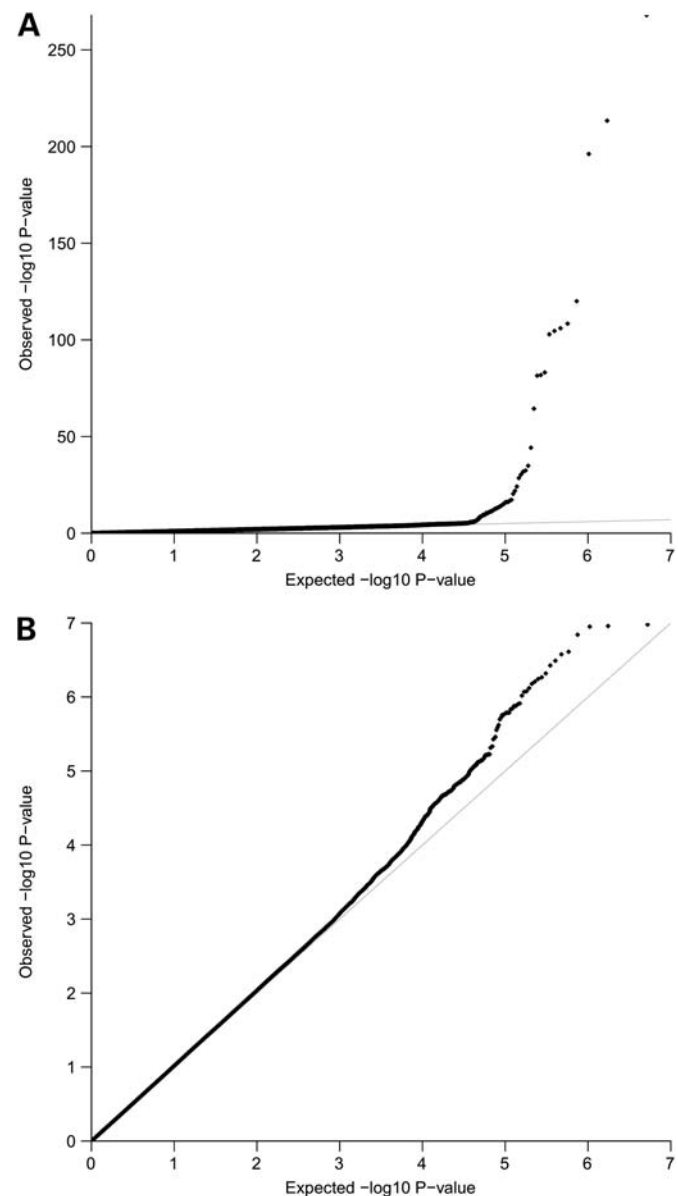 A
250
200
150
100
50
0
Observed −log10 P−value
0 1 2 3 4 5 6 7
Expected −log10 P−value
B
7
6
5
4
3
2
1
0
Observed −log10 P−value
0 1 2 3 4 5 6 7
Expected −log10 P−value